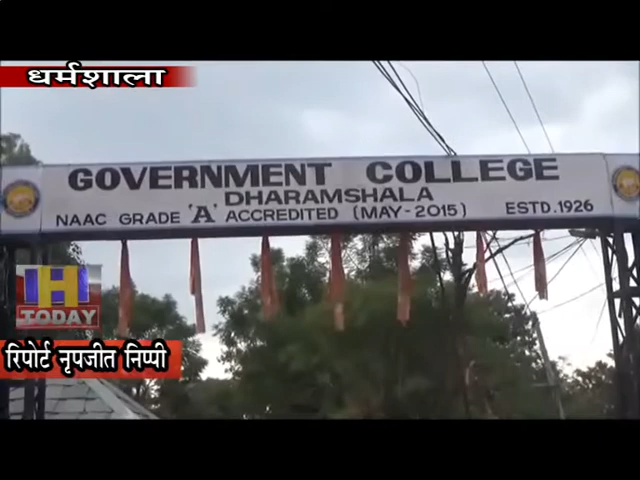 धर्मशाला
GOVERNMENT COLLEGE
DHARAMSHALA
NAAC GRADE 'A' ACCREDITED (MAY-2015) ESTD.1926
H
TODAY
रिपोर्ट नृपजीत निप्पी